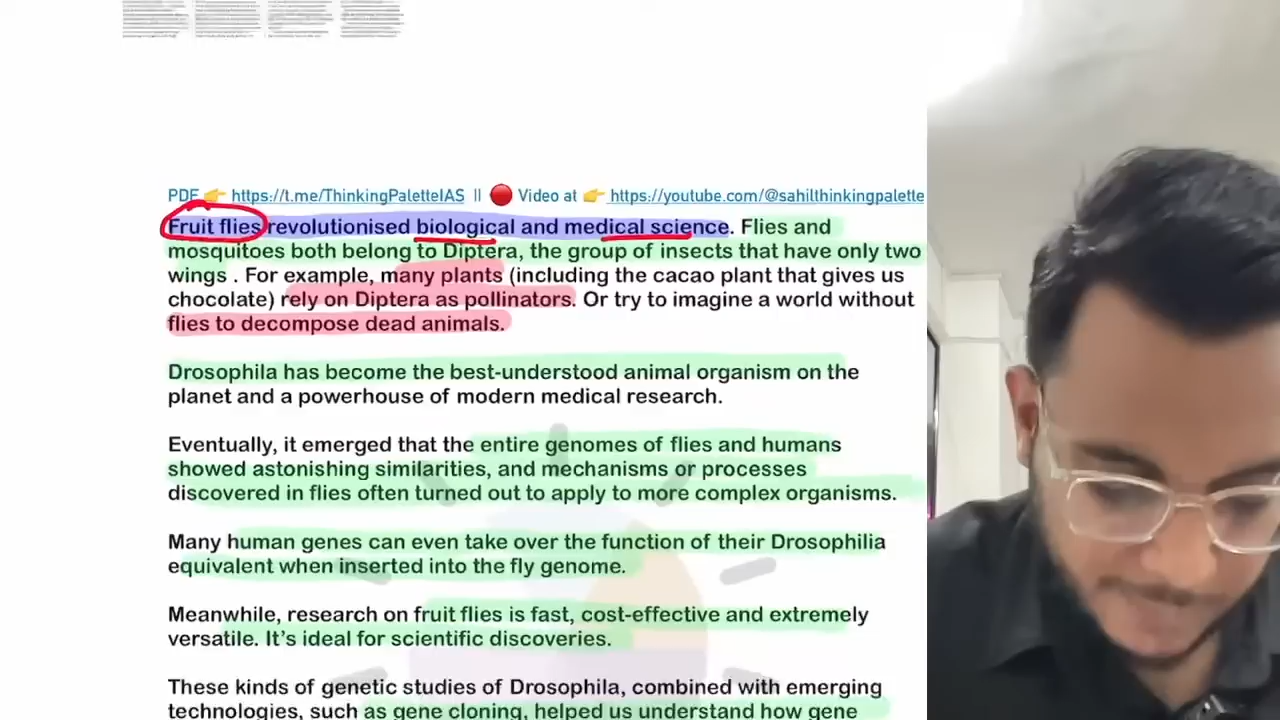 PDF 👉 https://t.me/ThinkingPaletteIAS || 🔴 Video at 👉 https://youtube.com/@sahilthinkingpalette
Fruit flies revolutionised biological and medical science. Flies and
mosquitoes both belong to Diptera, the group of insects that have only two
wings . For example, many plants (including the cacao plant that gives us
chocolate) rely on Diptera as pollinators. Or try to imagine a world without
flies to decompose dead animals.
Drosophila has become the best-understood animal organism on the
planet and a powerhouse of modern medical research.
Eventually, it emerged that the entire genomes of flies and humans
showed astonishing similarities, and mechanisms or processes
discovered in flies often turned out to apply to more complex organisms.
Many human genes can even take over the function of their Drosophilia
equivalent when inserted into the fly genome.
Meanwhile, research on fruit flies is fast, cost-effective and extremely
versatile. It’s ideal for scientific discoveries.
These kinds of genetic studies of Drosophila, combined with emerging
technologies, such as gene cloning, helped us understand how gene